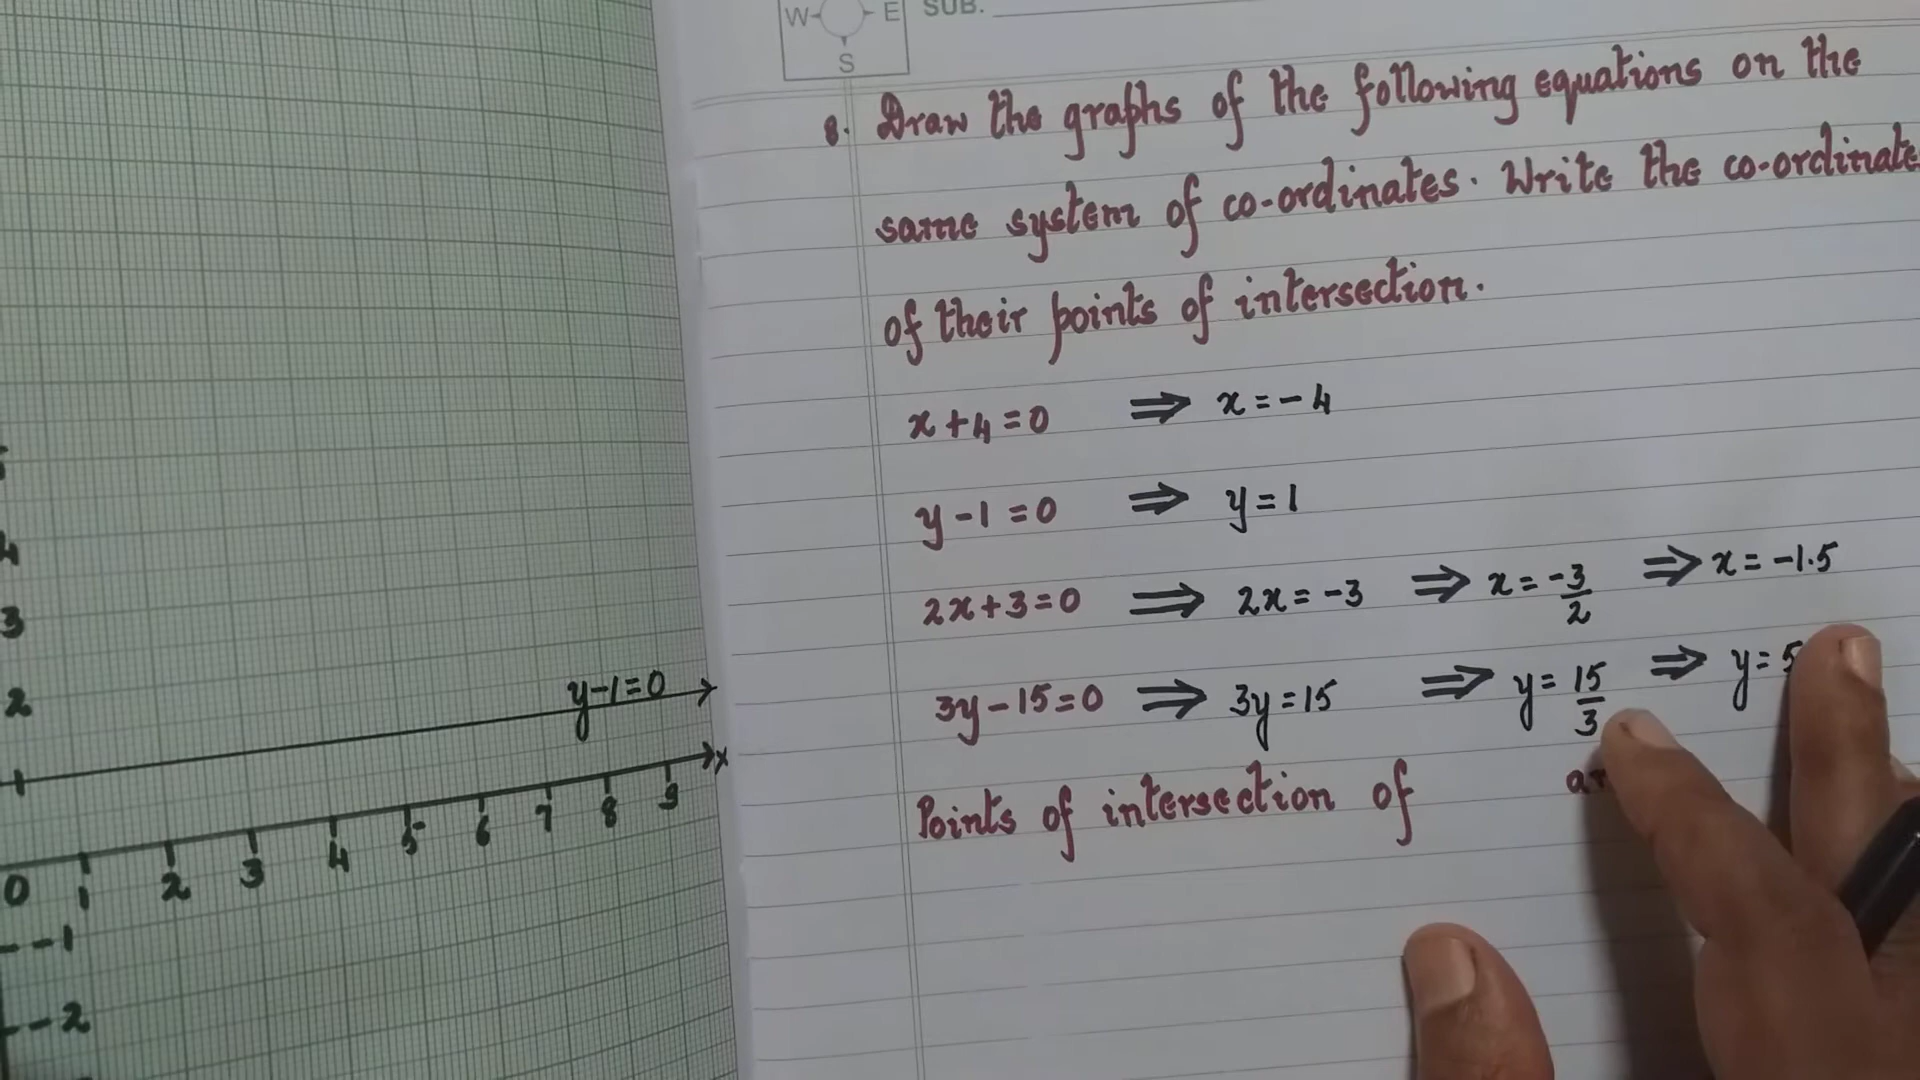 W E SUB.
S
8. Draw the graphs of the following equations on the
same system of co-ordinates. Write the co-ordinate
of their points of intersection.
x+4=0 ⇒ x=-4
y-1=0 ⇒ y=1
2x+3=0 ⇒ 2x=-3 ⇒ x=-3/2 ⇒ x=-1.5
3y-15=0 ⇒ 3y=15 ⇒ y=15/3 ⇒ y=5
Points of intersection of
4
3
2
1
y-1=0
x
0 1 2 3 4 5 6 7 8 9
-1
-2